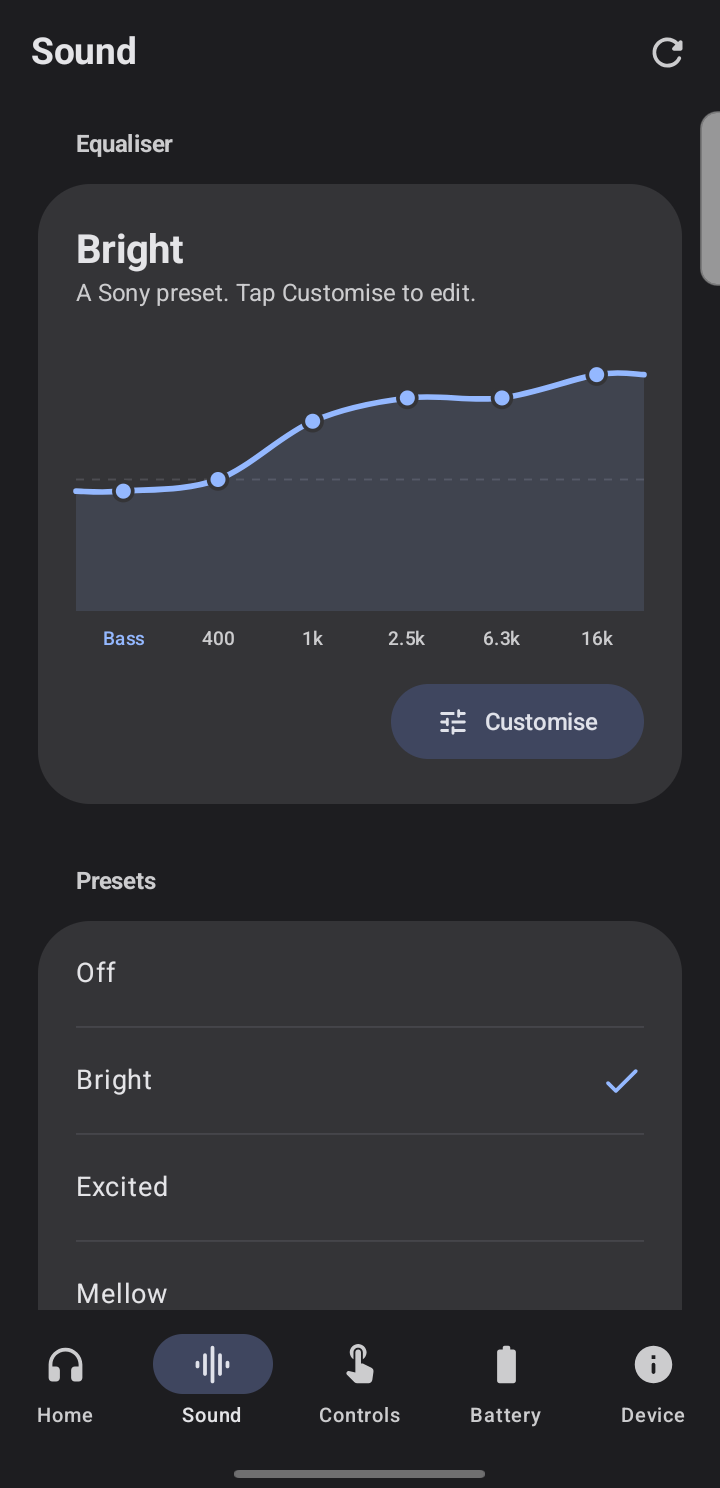 Sound
Equaliser
Bright
A Sony preset. Tap Customise to edit.
Bass 400 1k 2.5k 6.3k 16k
Customise
Presets
Off
Bright
Excited
Mellow
Home Sound Controls Battery Device